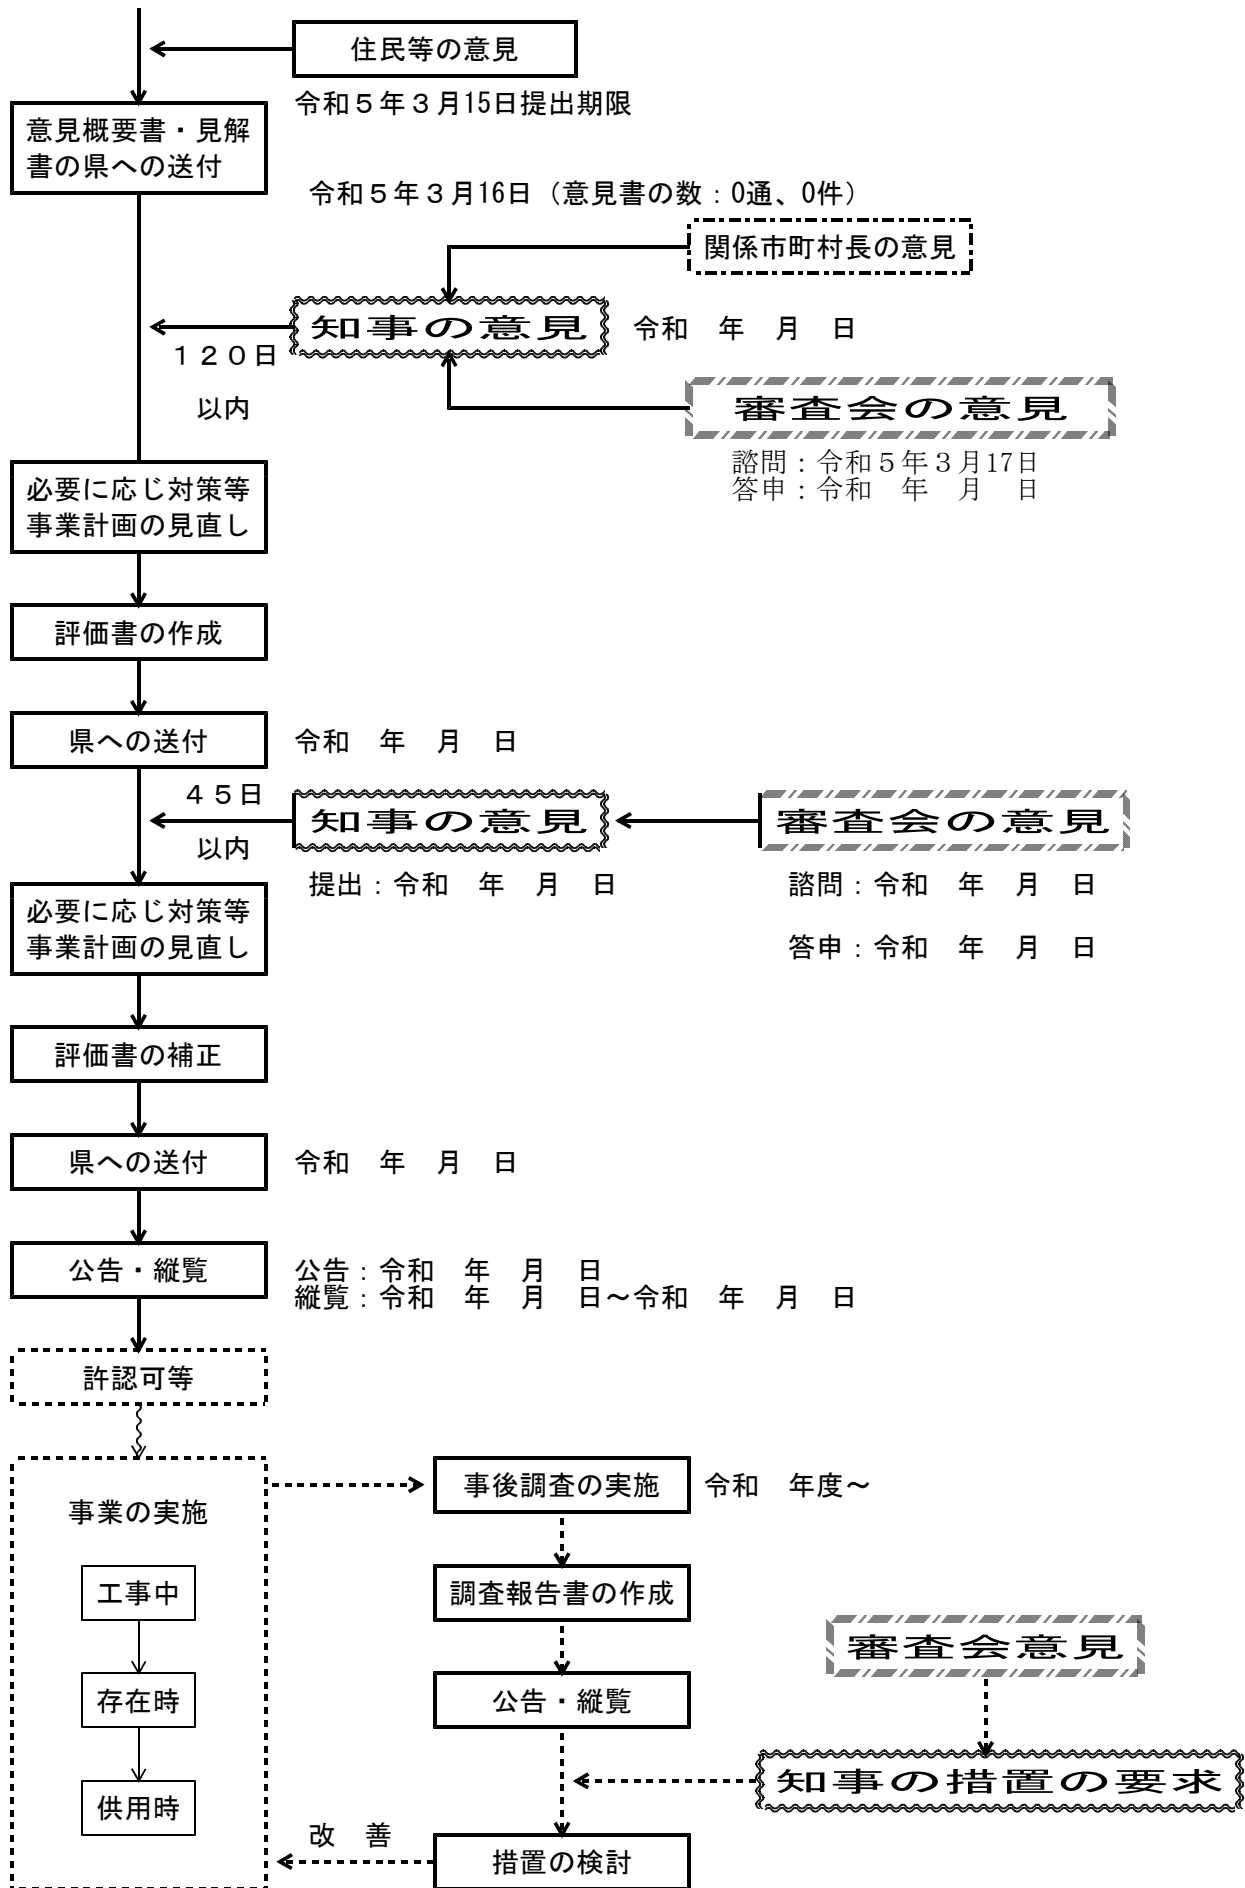 住民等の意見
令和５年３月15日提出期限
意見概要書・見解
書の県への送付
令和５年３月16日（意見書の数：0通、0件）
関係市町村長の意見
知事の意見
令和　年　月　日
１２０日
以内
審査会の意見
諮問：令和５年３月17日
答申：令和　年　月　日
必要に応じ対策等
事業計画の見直し
評価書の作成
県への送付
令和　年　月　日
４５日
以内
知事の意見
審査会の意見
提出：令和　年　月　日
諮問：令和　年　月　日
答申：令和　年　月　日
必要に応じ対策等
事業計画の見直し
評価書の補正
県への送付
令和　年　月　日
公告・縦覧
公告：令和　年　月　日
縦覧：令和　年　月　日～令和　年　月　日
許認可等
事業の実施
工事中
存在時
供用時
事後調査の実施
令和　年度～
調査報告書の作成
審査会意見
公告・縦覧
知事の措置の要求
改　善
措置の検討